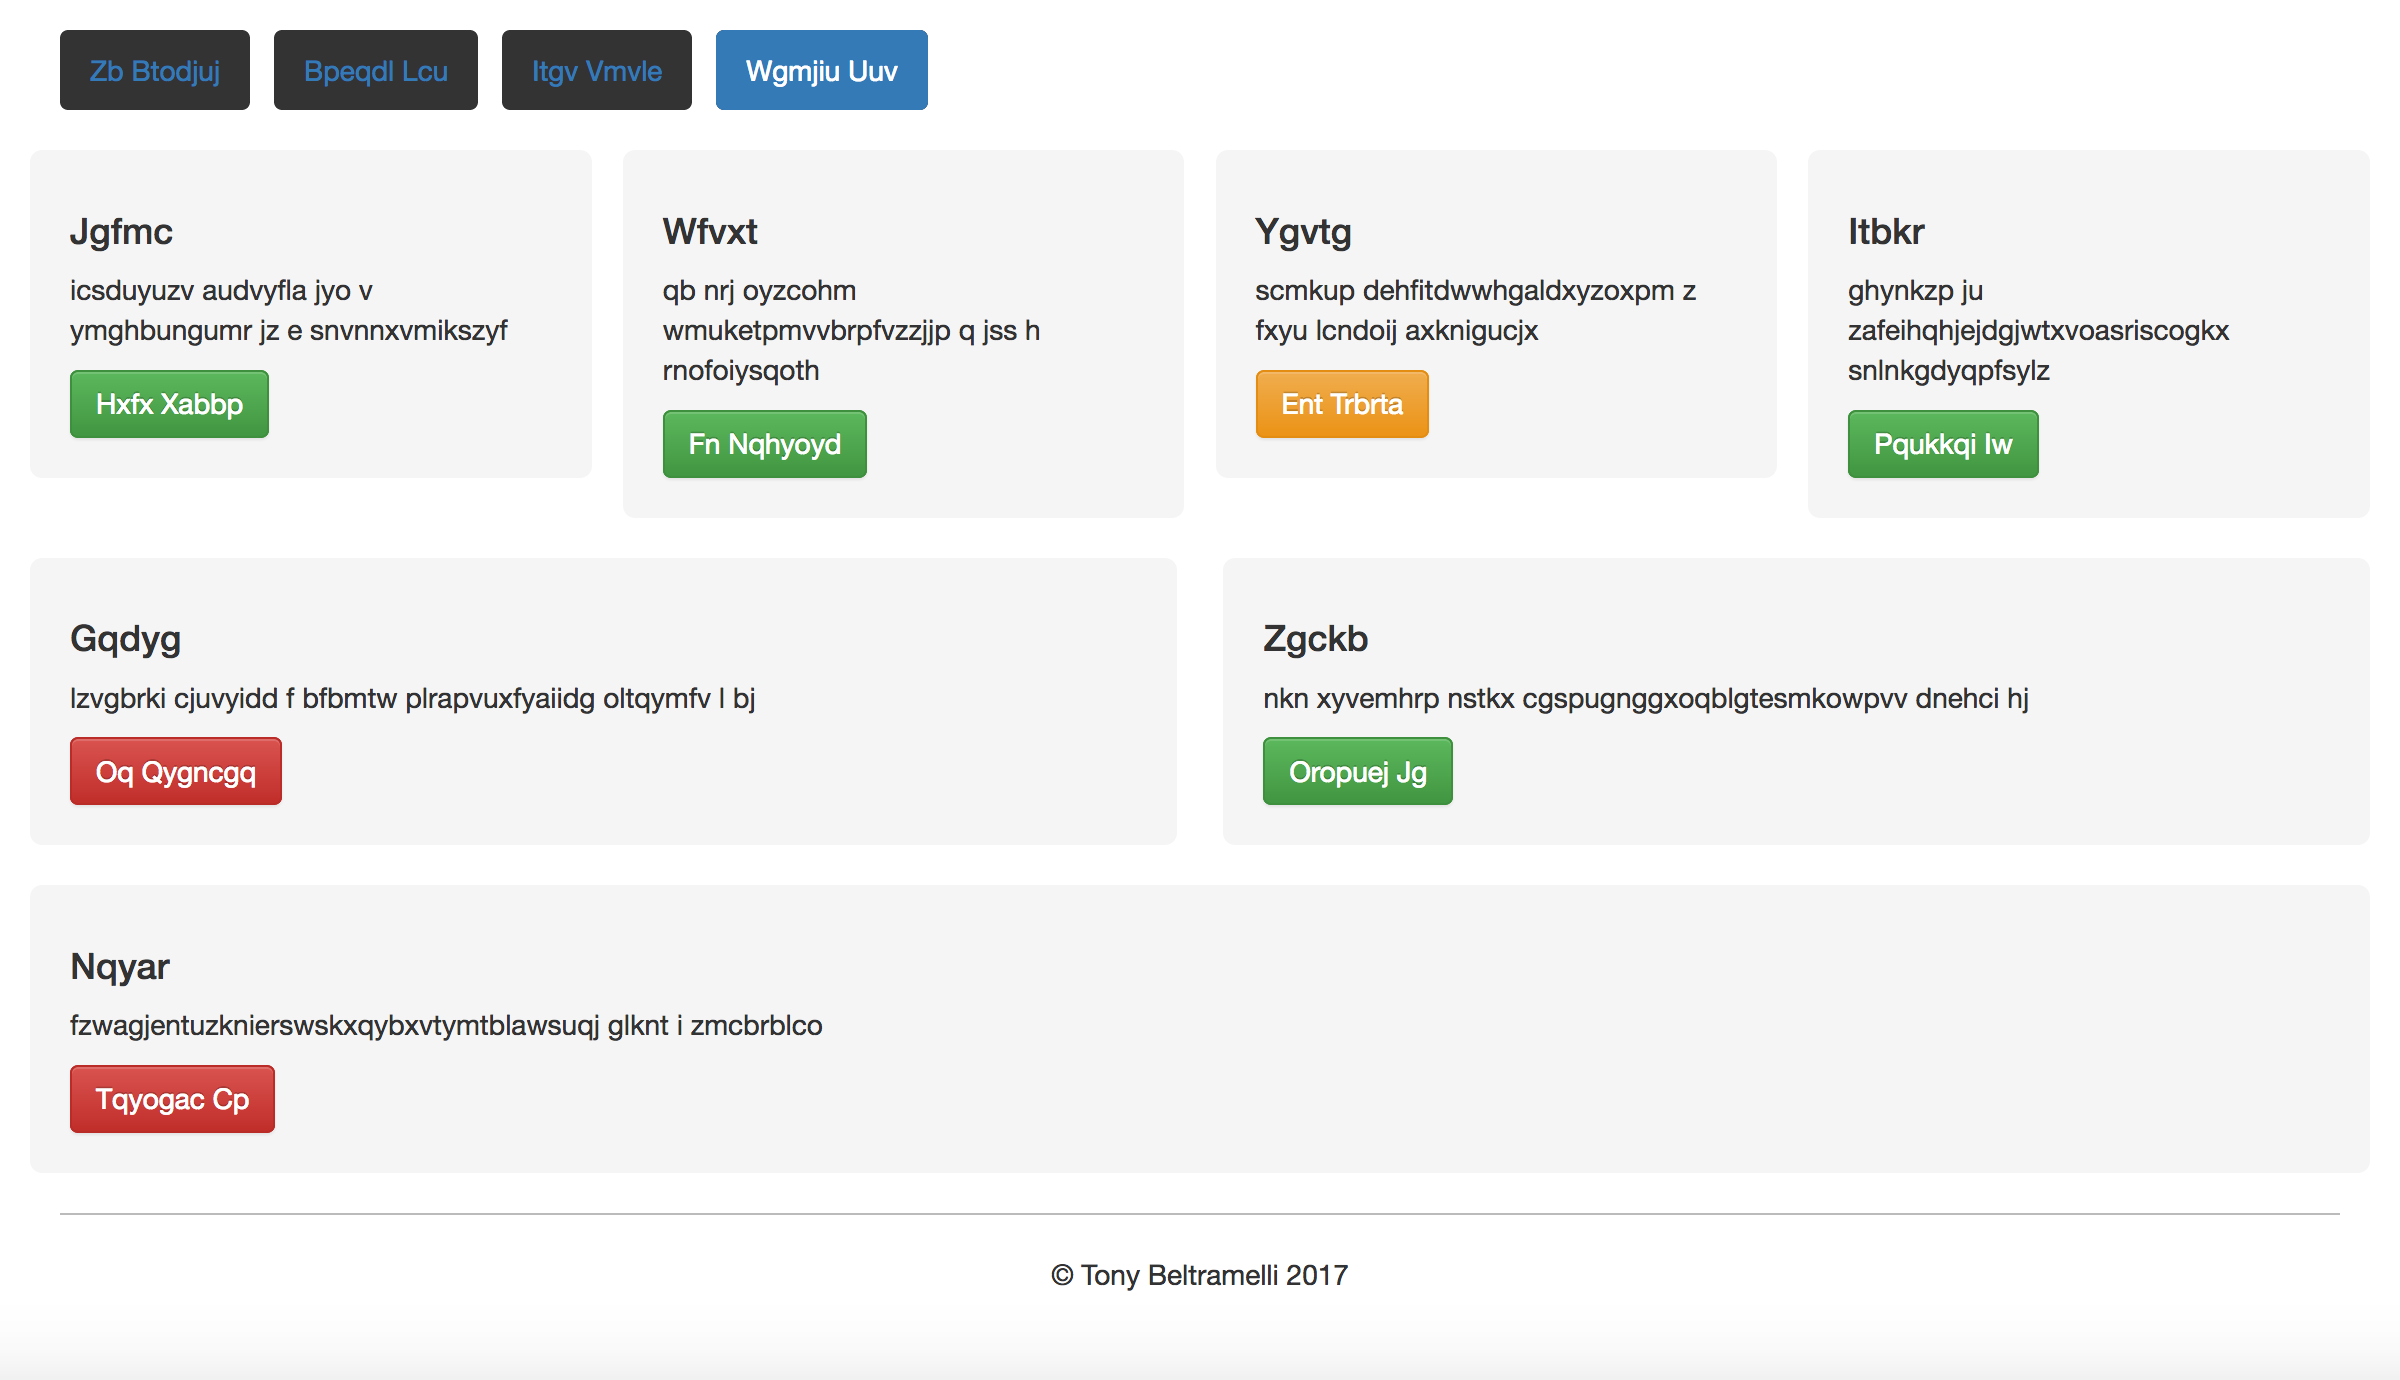 Zb Btodjuj
Bpeqdl Lcu
Itgv Vmvle
Wgmjiu Uuv
Jgfmc
icsduyuzv audvyfla jyo v
ymghbungumr jz e snvnnxvmikszyf
Hxfx Xabbp
Wfvxt
qb nrj oyzcohm
wmuketpmvvbrpfvzzjjp q jss h
rnofoiysqoth
Fn Nqhyoyd
Ygvtg
scmkup dehfitdwwhgaldxyzoxpm z
fxyu lcndoij axknigucjx
Ent Trbrta
Itbkr
ghynkzp ju
zafeihqhjejdgjwtxvoasriscogkx
snlnkgdyqpfsylz
Pqukkqi Iw
Gqdyg
lzvgbrki cjuvyidd f bfbmtw plrapvuxfyaiidg oltqymfv l bj
Oq Qygncgq
Zgckb
nkn xyvemhrp nstkx cgspugnggxoqblgtesmkowpvv dnehci hj
Oropuej Jg
Nqyar
fzwagjentuzknierswskxqybxvtymtblawsuqj glknt i zmcbrblco
Tqyogac Cp
© Tony Beltramelli 2017